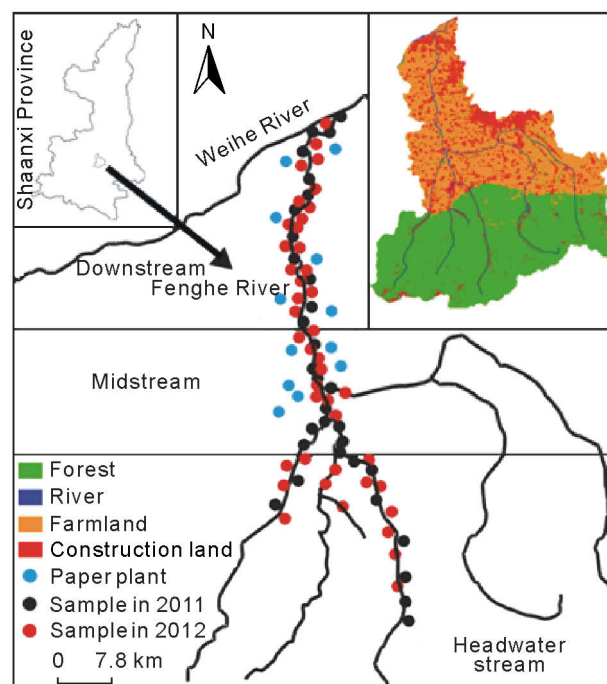 Shaanxi Province
N
Weihe River
Downstream
Fenghe River
Midstream
Forest
River
Farmland
Construction land
Paper plant
Sample in 2011
Sample in 2012
0 7.8 km
Headwater
stream